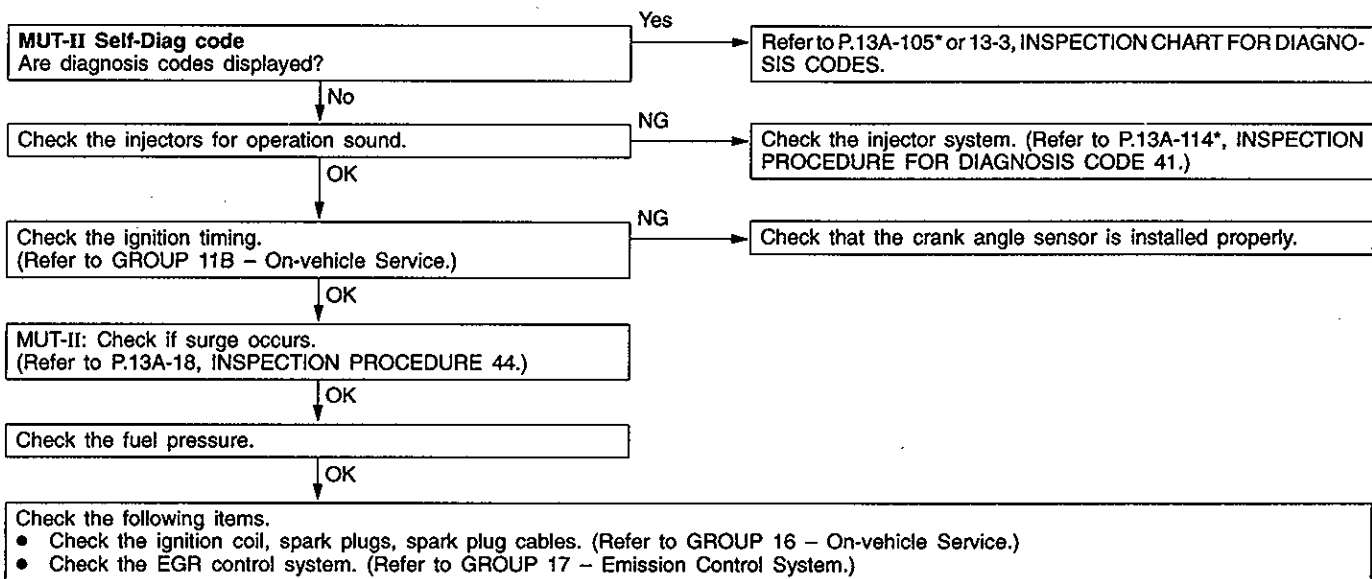 MUT-II Self-Diag code
Are diagnosis codes displayed?
Yes
Refer to P.13A-105* or 13-3, INSPECTION CHART FOR DIAGNO-
SIS CODES.
No
Check the injectors for operation sound.
NG
Check the injector system. (Refer to P.13A-114*, INSPECTION
PROCEDURE FOR DIAGNOSIS CODE 41.)
OK
Check the ignition timing.
(Refer to GROUP 11B – On-vehicle Service.)
NG
Check that the crank angle sensor is installed properly.
OK
MUT-II: Check if surge occurs.
(Refer to P.13A-18, INSPECTION PROCEDURE 44.)
OK
Check the fuel pressure.
OK
Check the following items.
● Check the ignition coil, spark plugs, spark plug cables. (Refer to GROUP 16 – On-vehicle Service.)
● Check the EGR control system. (Refer to GROUP 17 – Emission Control System.)